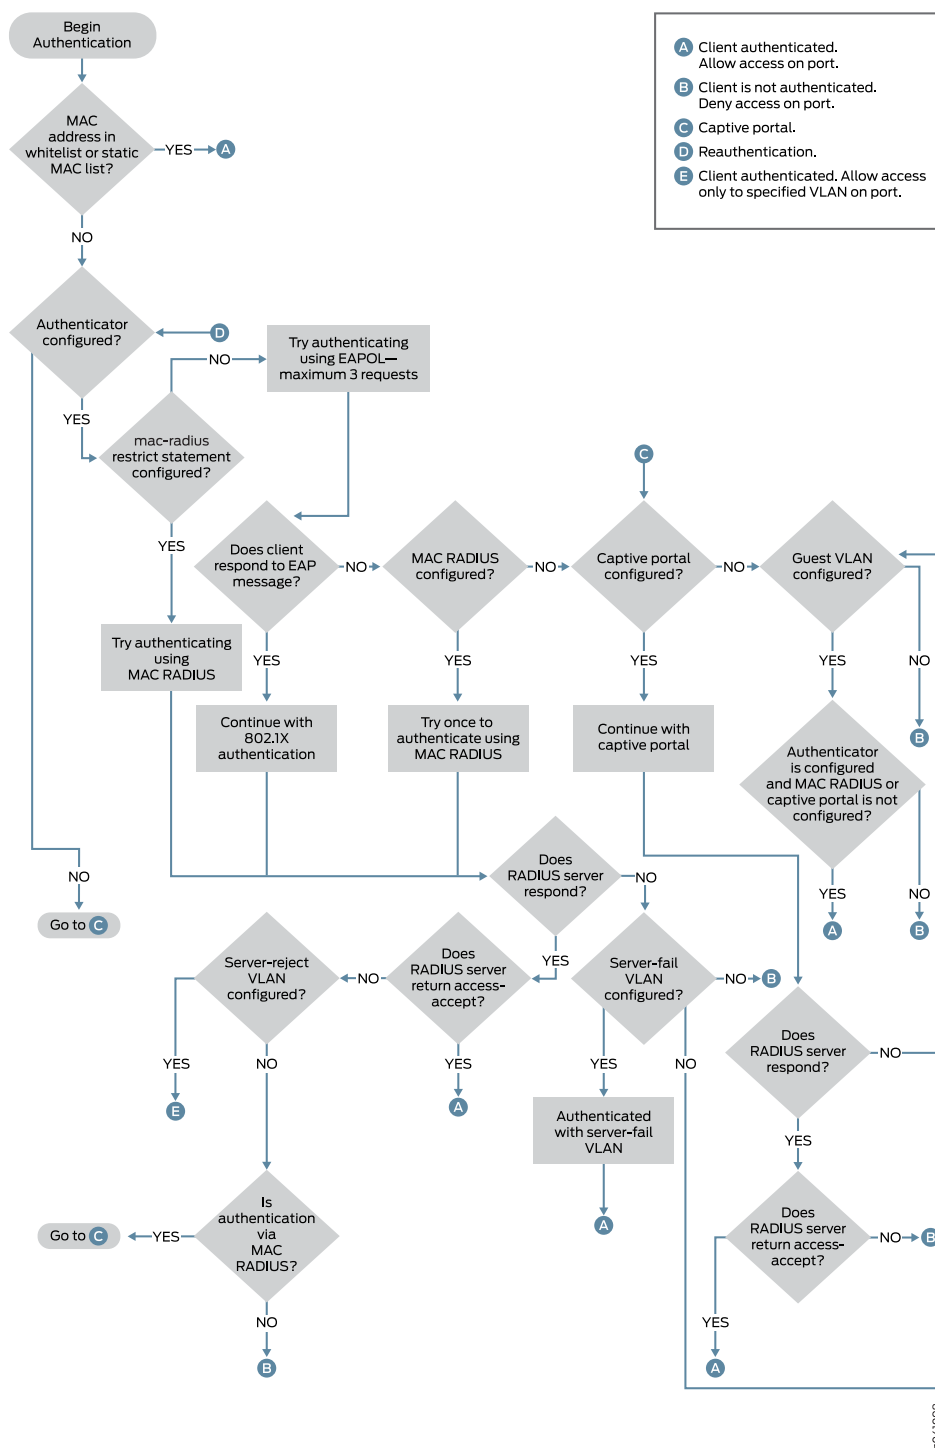 Begin
Authentication
A Client authenticated.
Allow access on port.
B Client is not authenticated.
Deny access on port.
C Captive portal.
D Reauthentication.
E Client authenticated. Allow access
only to specified VLAN on port.
MAC
address in
whitelist or static
MAC list?
YES
A
NO
Authenticator
configured?
D
NO
Try authenticating
using EAPOL—
maximum 3 requests
YES
mac-radius
restrict statement
configured?
C
YES
Does client
respond to EAP
message?
NO
MAC RADIUS
configured?
NO
Captive portal
configured?
NO
Guest VLAN
configured?
Try authenticating
using
MAC RADIUS
YES
YES
YES
YES
NO
Continue with
802.1X
authentication
Try once to
authenticate using
MAC RADIUS
Continue with
captive portal
B
Authenticator
is configured
and MAC RADIUS or
captive portal is not
configured?
NO
Does
RADIUS server
respond?
NO
YES
NO
Go to C
A
B
Server-reject
VLAN
configured?
NO
Does
RADIUS server
return access-
accept?
YES
Server-fail
VLAN
configured?
NO
B
YES
NO
YES
YES
NO
Does
RADIUS server
respond?
NO
E
A
Authenticated
with server-fail
VLAN
YES
Is
authentication
via
MAC
RADIUS?
YES
Go to C
A
Does
RADIUS server
return access-
accept?
NO
B
NO
YES
B
A